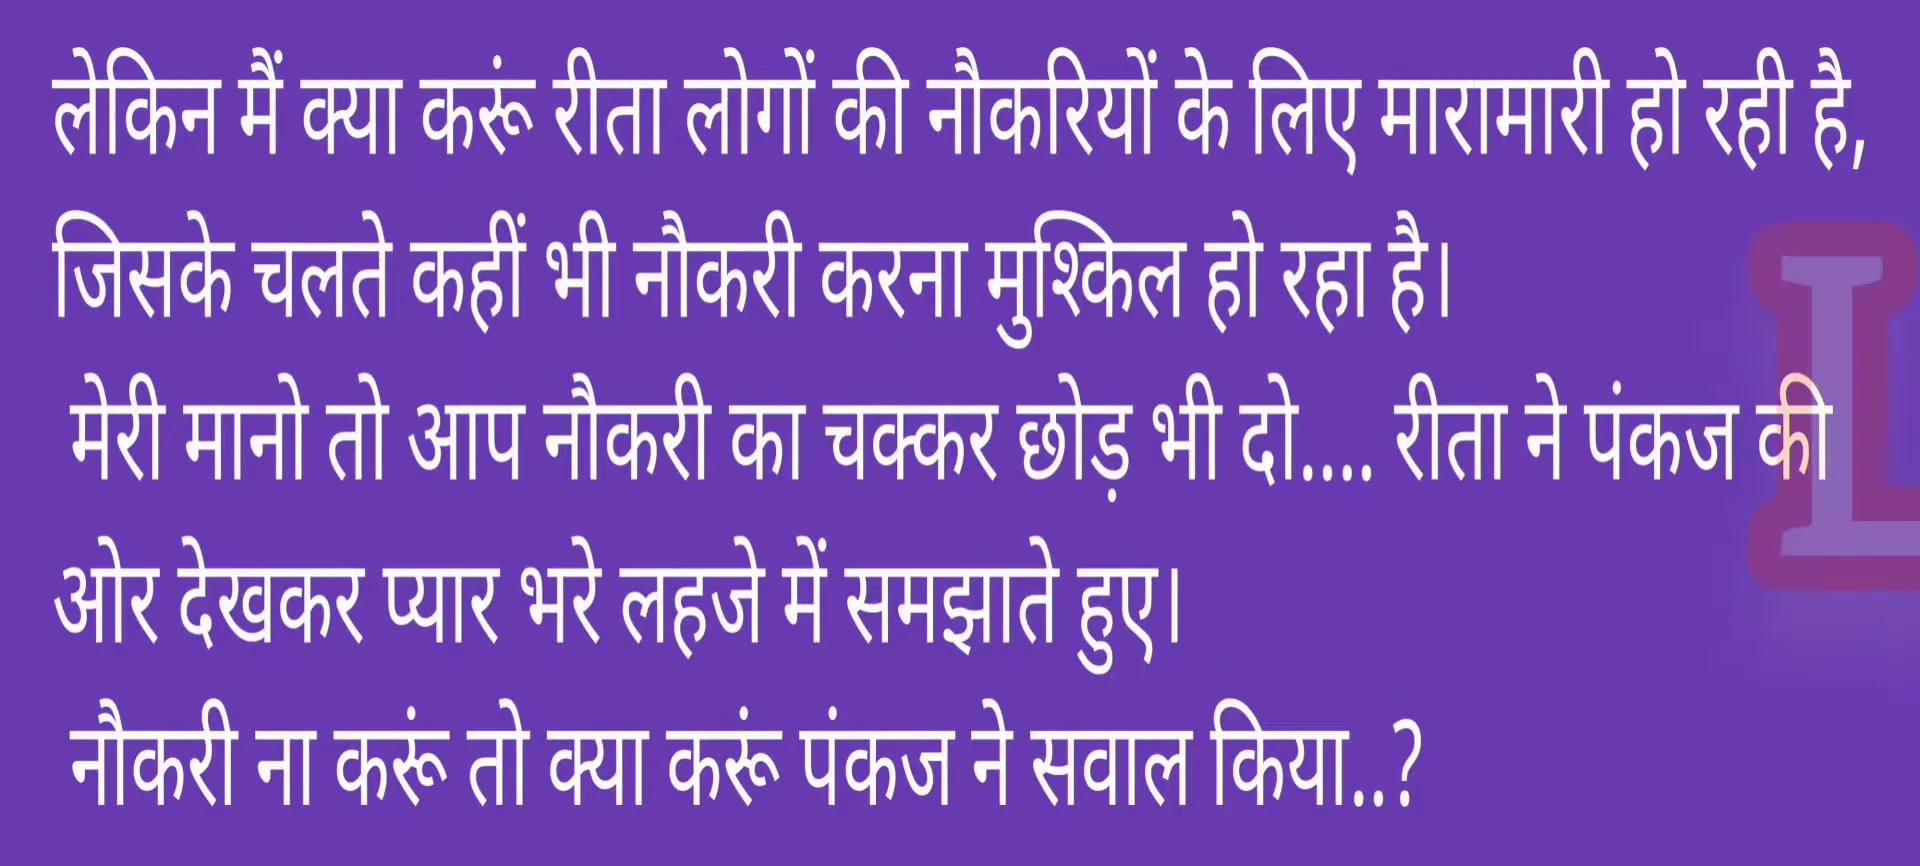 लेकिन मैं क्या करूं रीता लोगों की नौकरियों के लिए मारामारी हो रही है,
जिसके चलते कहीं भी नौकरी करना मुश्किल हो रहा है।
मेरी मानो तो आप नौकरी का चक्कर छोड़ भी दो.... रीता ने पंकज की
ओर देखकर प्यार भरे लहजे में समझाते हुए।
नौकरी ना करूं तो क्या करूं पंकज ने सवाल किया..?
L